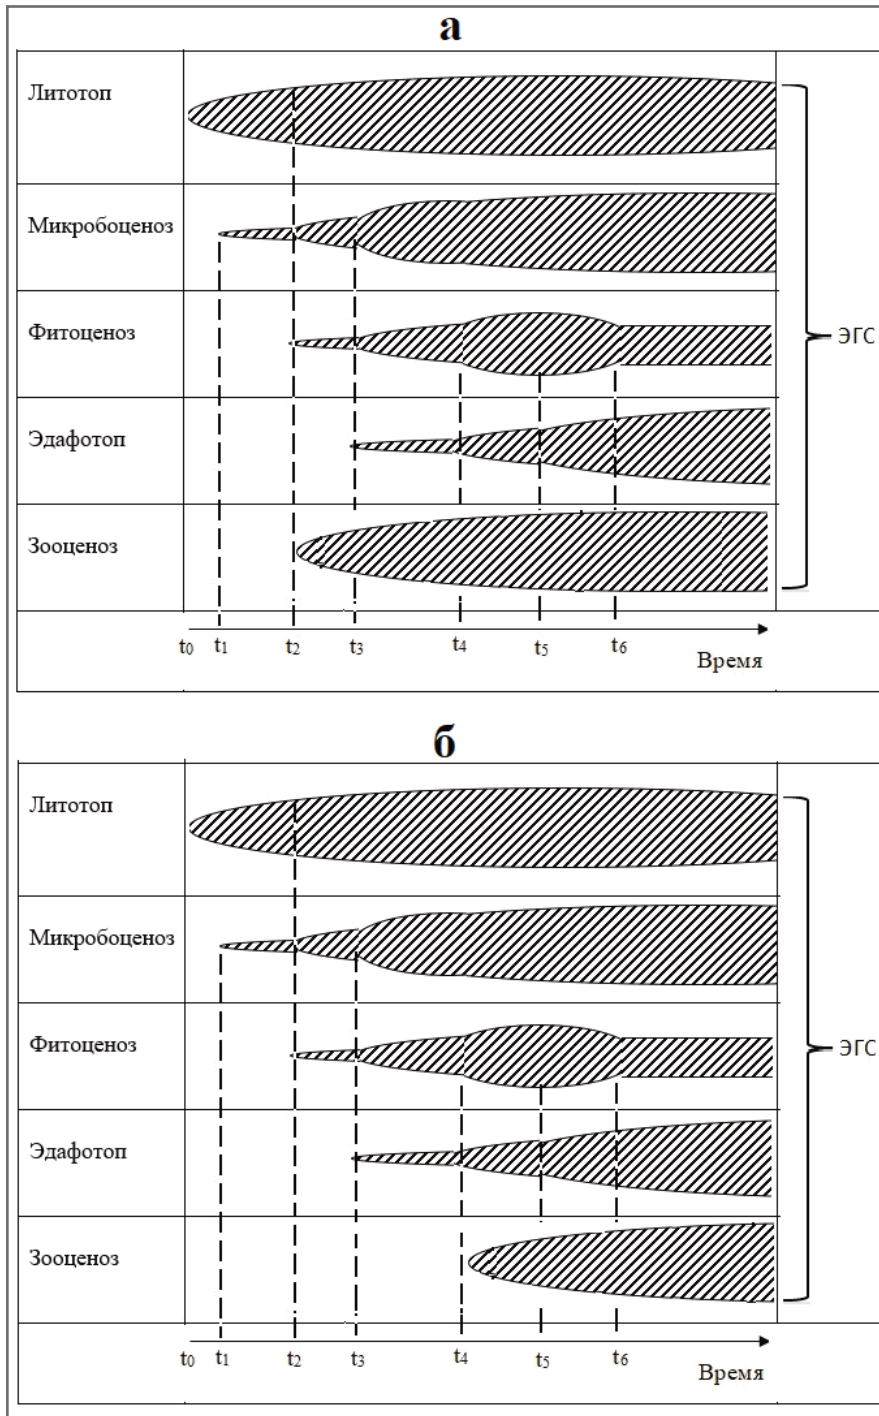 а
Литотоп
Микробоценоз
Фитоценоз
ЭГС
Эдафотоп
Зооценоз
t₀ t₁ t₂ t₃ t₄ t₅ t₆
Время
б
Литотоп
Микробоценоз
Фитоценоз
ЭГС
Эдафотоп
Зооценоз
t₀ t₁ t₂ t₃ t₄ t₅ t₆
Время